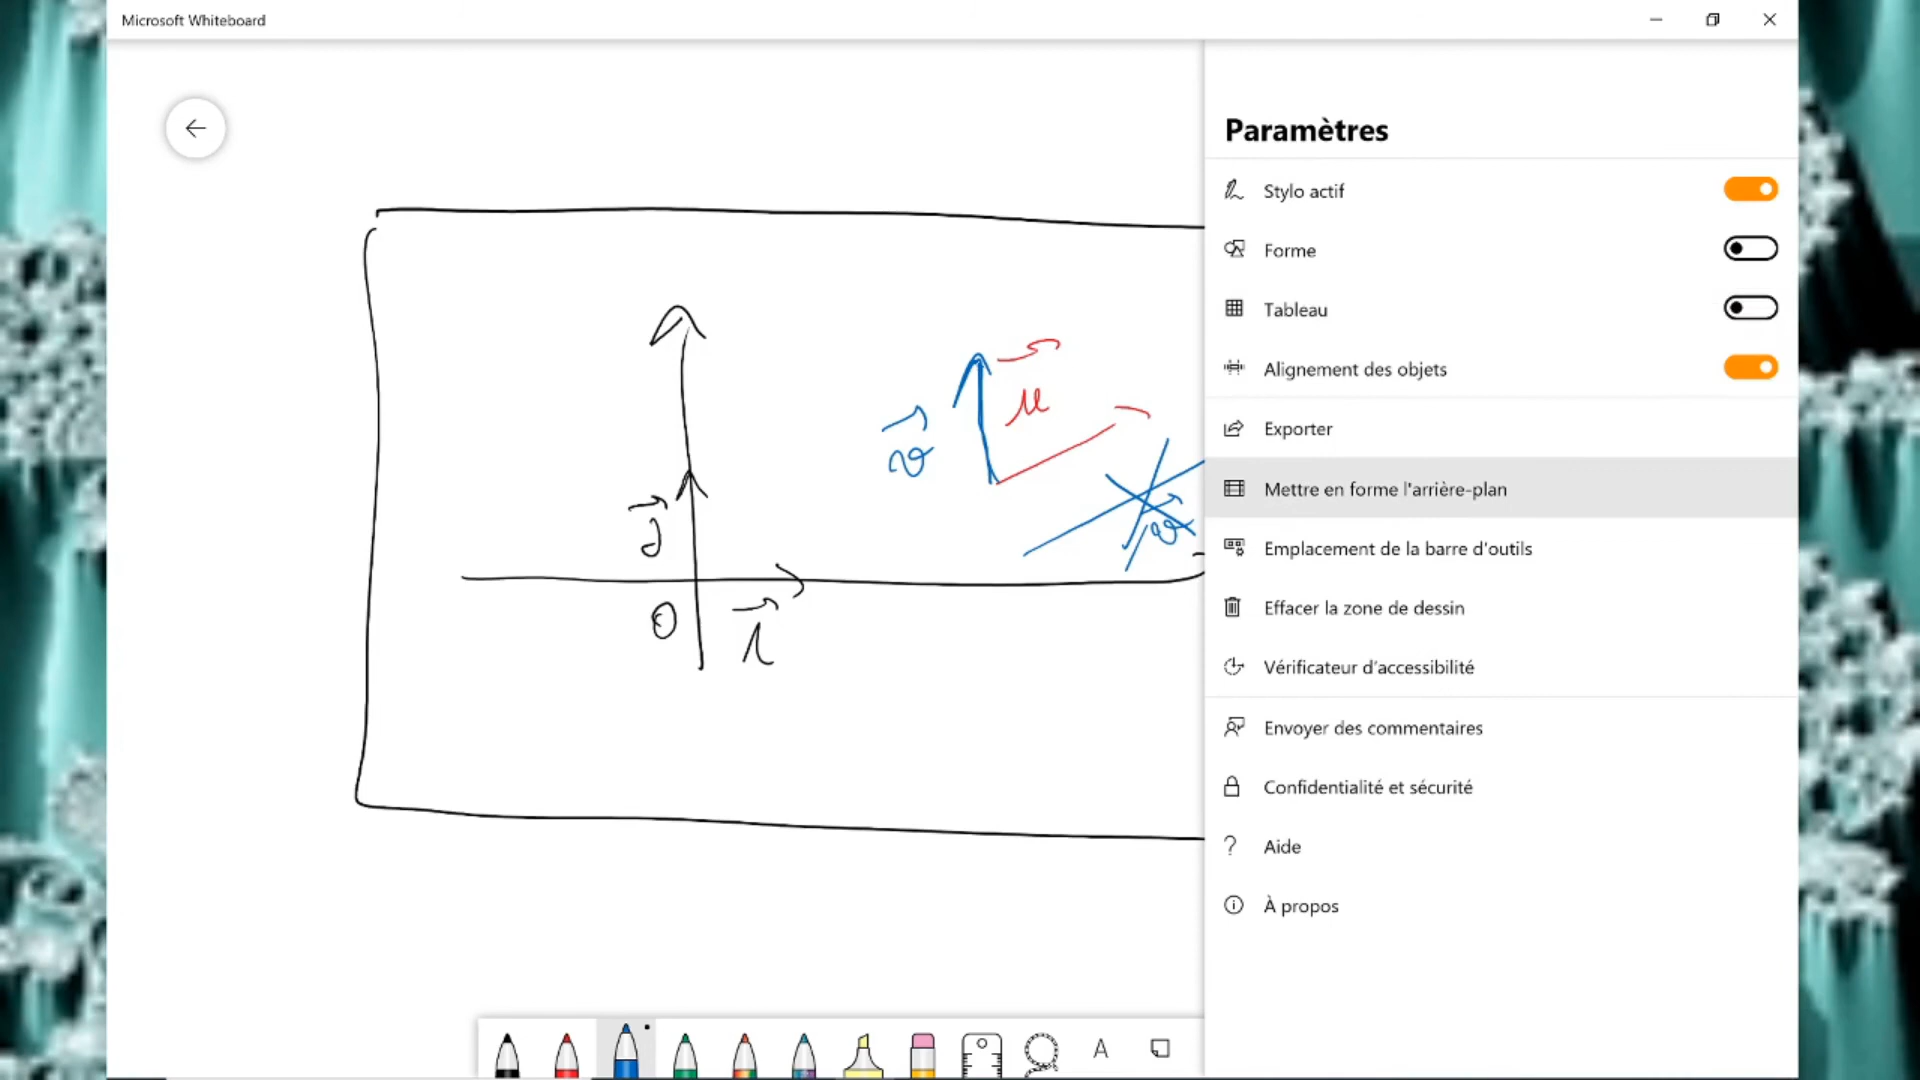 Microsoft Whiteboard
Paramètres
Stylo actif
Forme
Tableau
Alignement des objets
Exporter
Mettre en forme l'arrière-plan
Emplacement de la barre d'outils
Effacer la zone de dessin
Vérificateur d'accessibilité
Envoyer des commentaires
Confidentialité et sécurité
? Aide
À propos
u
v
v
j
O
i
A